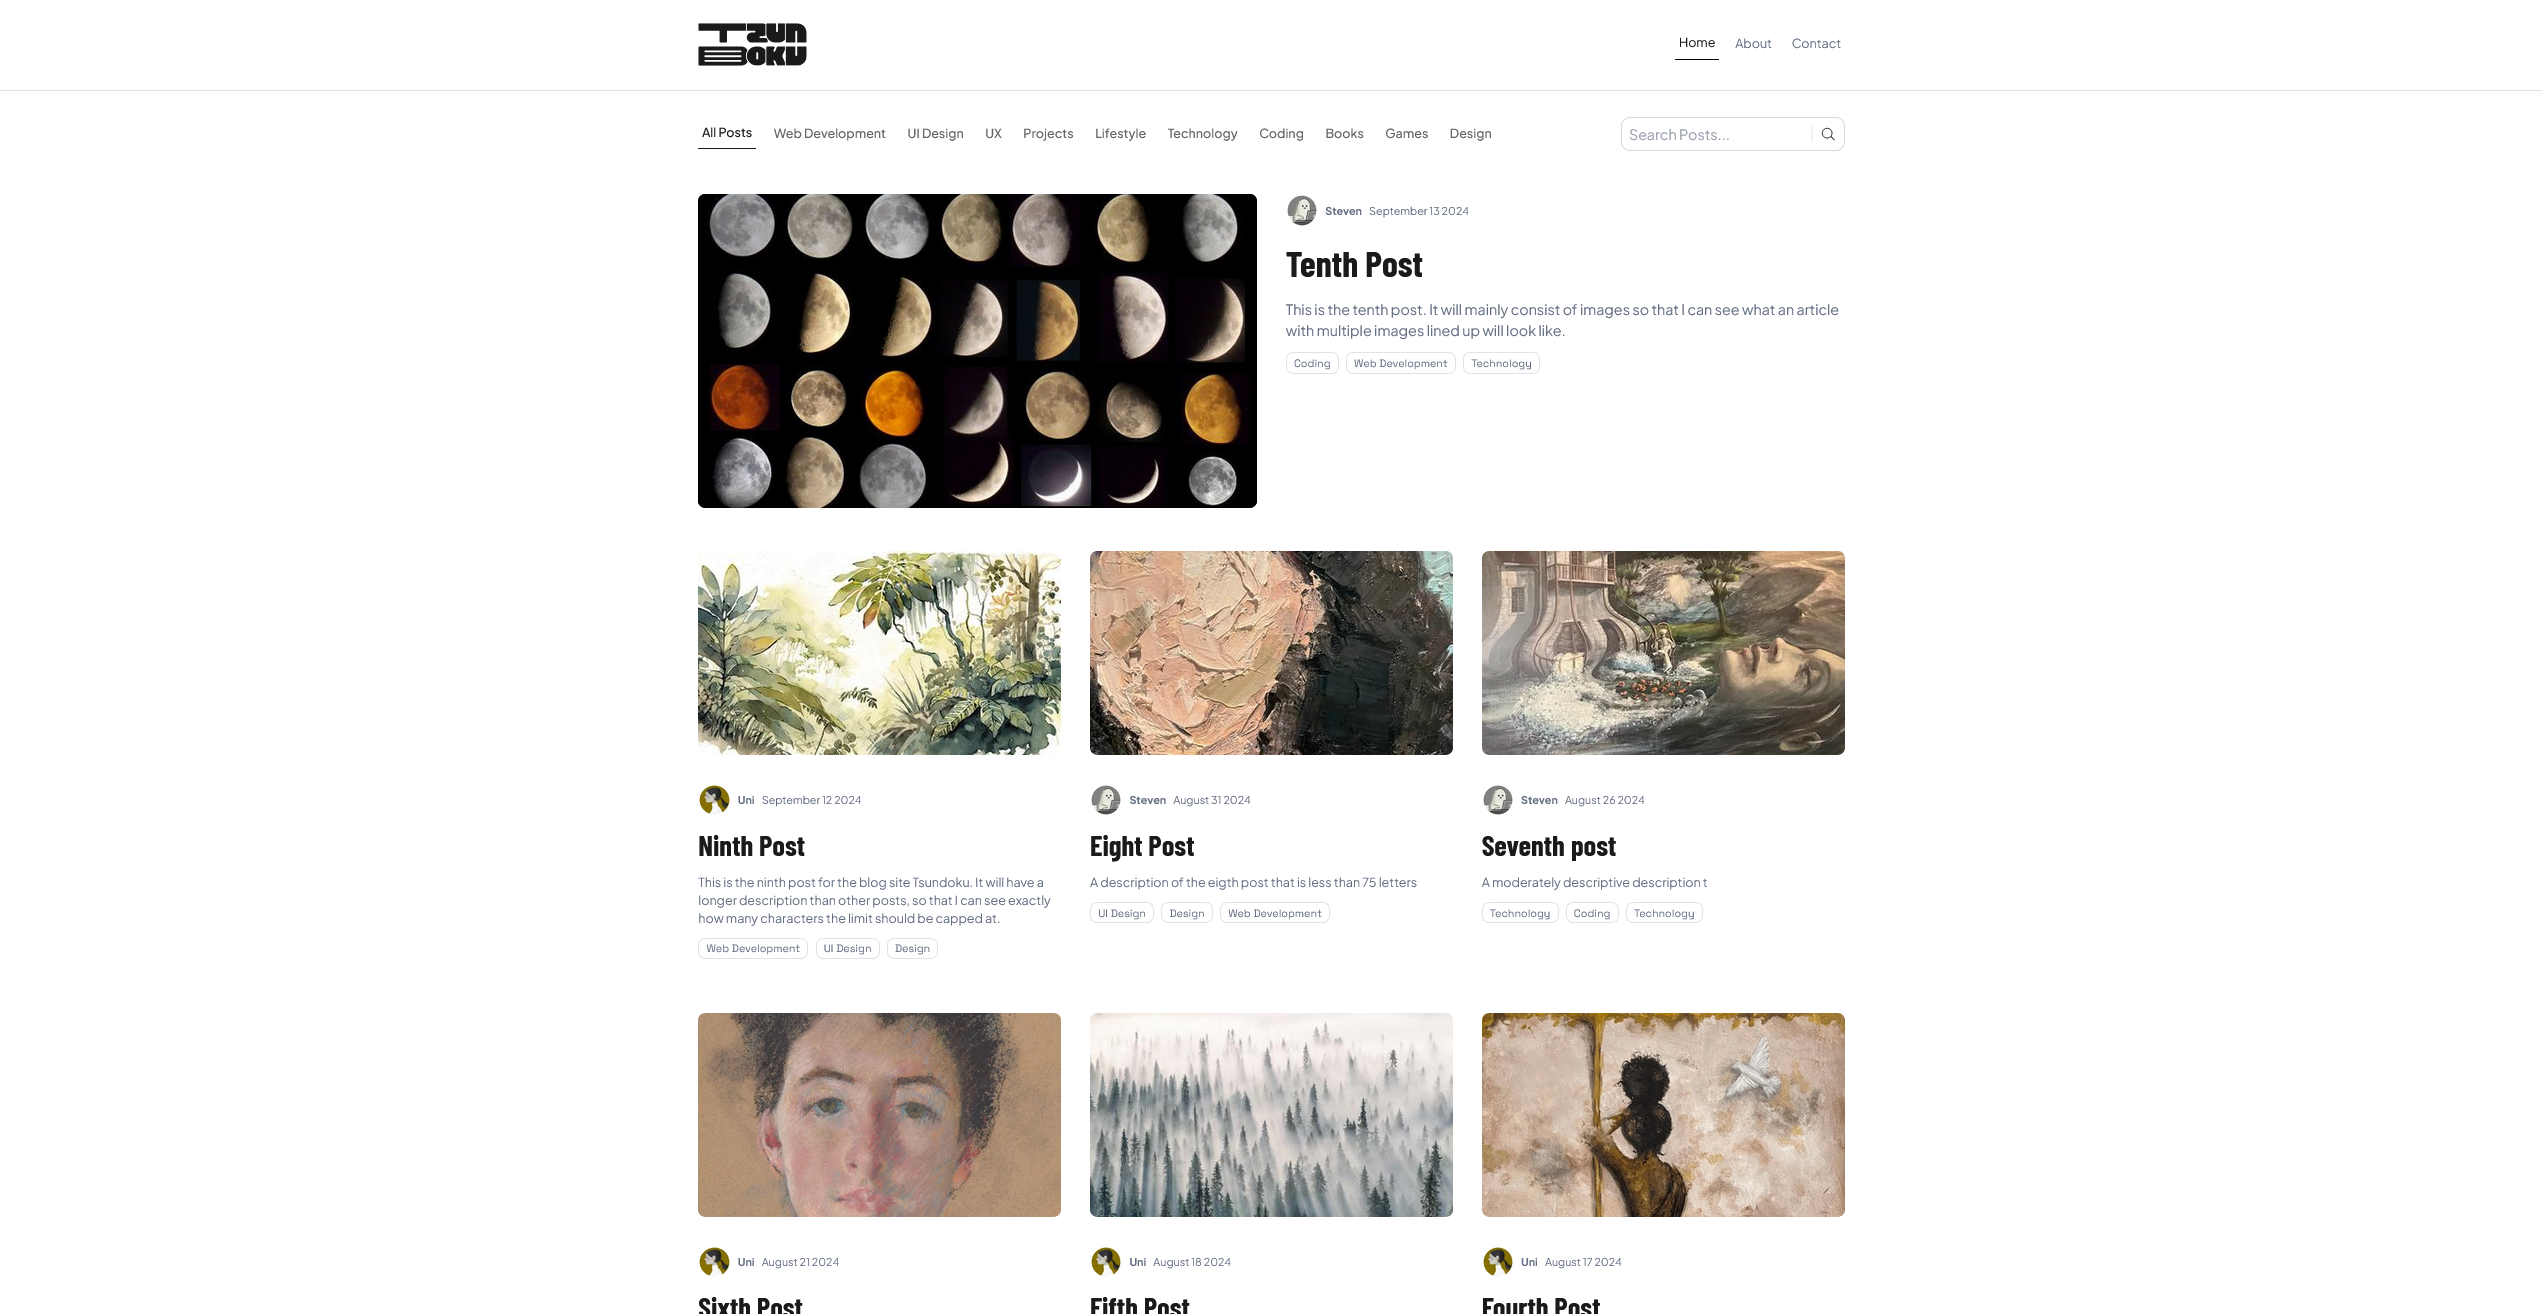 TZUN
BOKU
Home About Contact
All Posts Web Development UI Design UX Projects Lifestyle Technology Coding Books Games Design Search Posts...
Steven September 13 2024
Tenth Post
This is the tenth post. It will mainly consist of images so that I can see what an article
with multiple images lined up will look like.
Coding Web Development Technology
Uni September 12 2024
Ninth Post
This is the ninth post for the blog site Tsundoku. It will have a
longer description than other posts, so that I can see exactly
how many characters the limit should be capped at.
Web Development UI Design Design
Steven August 31 2024
Eight Post
A description of the eigth post that is less than 75 letters
UI Design Design Web Development
Steven August 26 2024
Seventh post
A moderately descriptive description t
Technology Coding Technology
Uni August 21 2024
Sixth Post
Uni August 18 2024
Fifth Post
Uni August 17 2024
Fourth Post